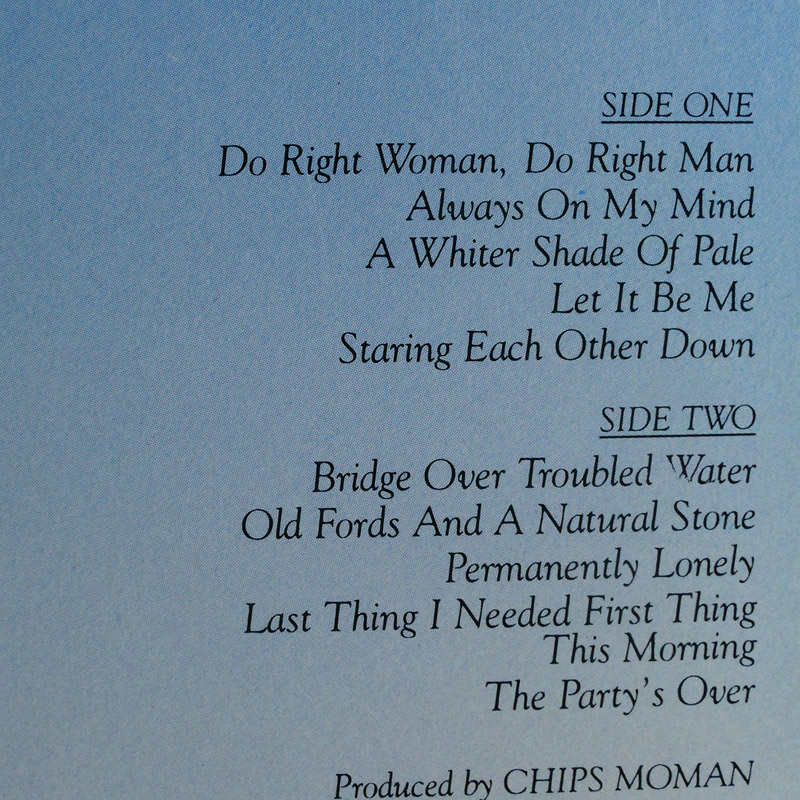 SIDE ONE
Do Right Woman, Do Right Man
Always On My Mind
A Whiter Shade Of Pale
Let It Be Me
Staring Each Other Down
SIDE TWO
Bridge Over Troubled Water
Old Fords And A Natural Stone
Permanently Lonely
Last Thing I Needed First Thing
This Morning
The Party's Over
Produced by CHIPS MOMAN